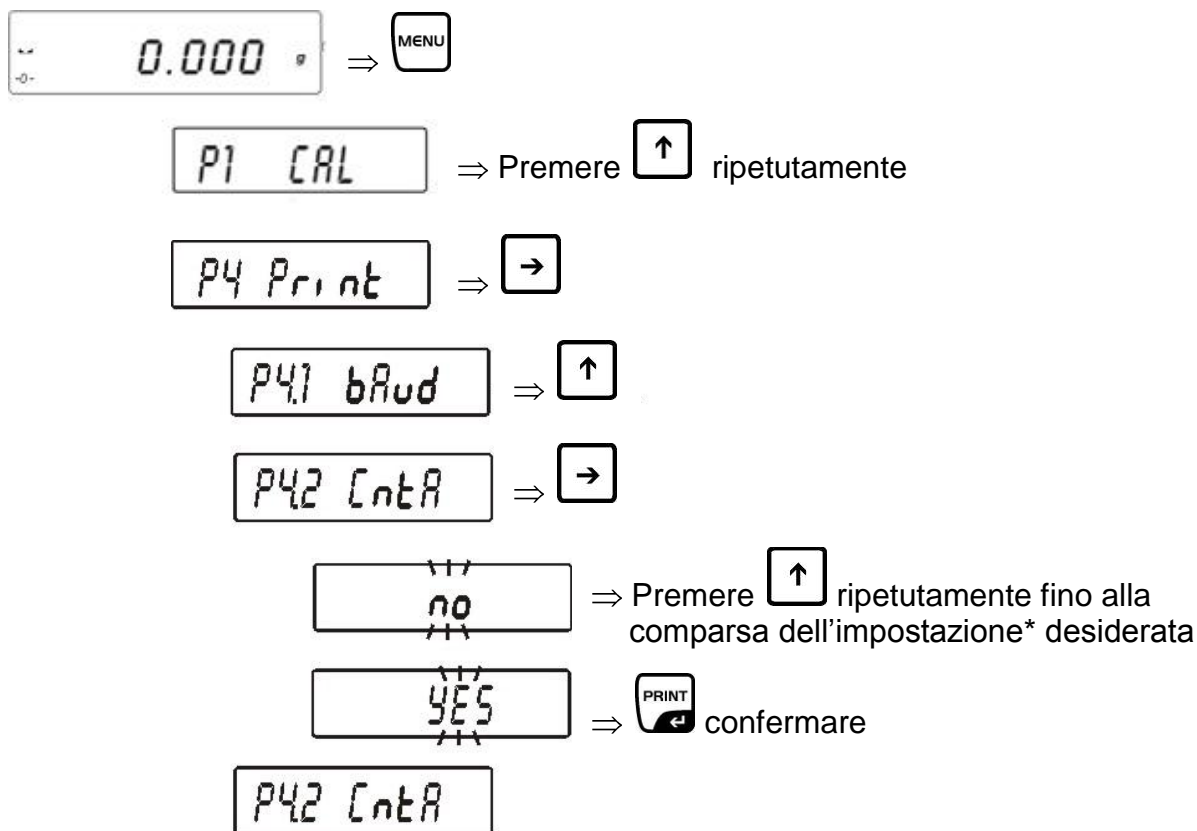 -0- 0.000 g ⇒ MENU
P1 CAL ⇒ Premere ↑ ripetutamente
P4 Print ⇒ →
P4.1 bAud ⇒ ↑
P4.2 CntA ⇒ →
no ⇒ Premere ↑ ripetutamente fino alla
comparsa dell’impostazione* desiderata
YES ⇒ PRINT confermare
P4.2 CntA